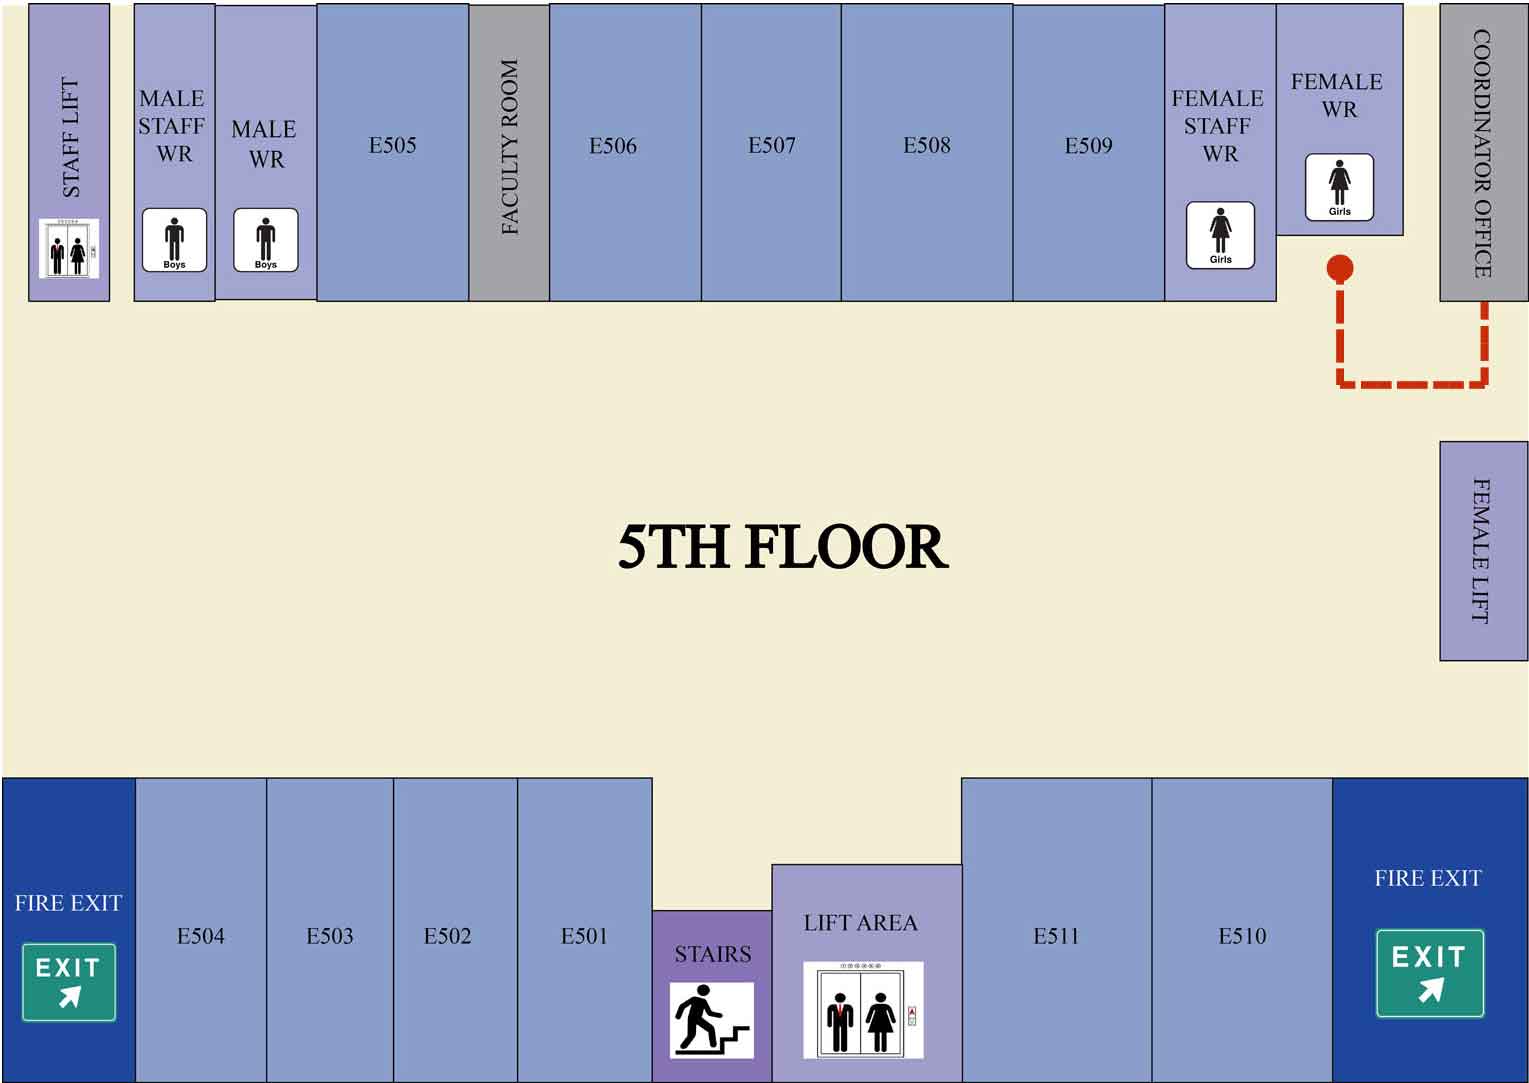 STAFF LIFT
MALE
STAFF
WR
Boys
MALE
WR
Boys
E505
FACULTY ROOM
E506
E507
E508
E509
FEMALE
STAFF
WR
Girls
FEMALE
WR
Girls
COORDINATOR OFFICE
5TH FLOOR
FEMALE LIFT
FIRE EXIT
EXIT
E504
E503
E502
E501
STAIRS
LIFT AREA
E511
E510
FIRE EXIT
EXIT